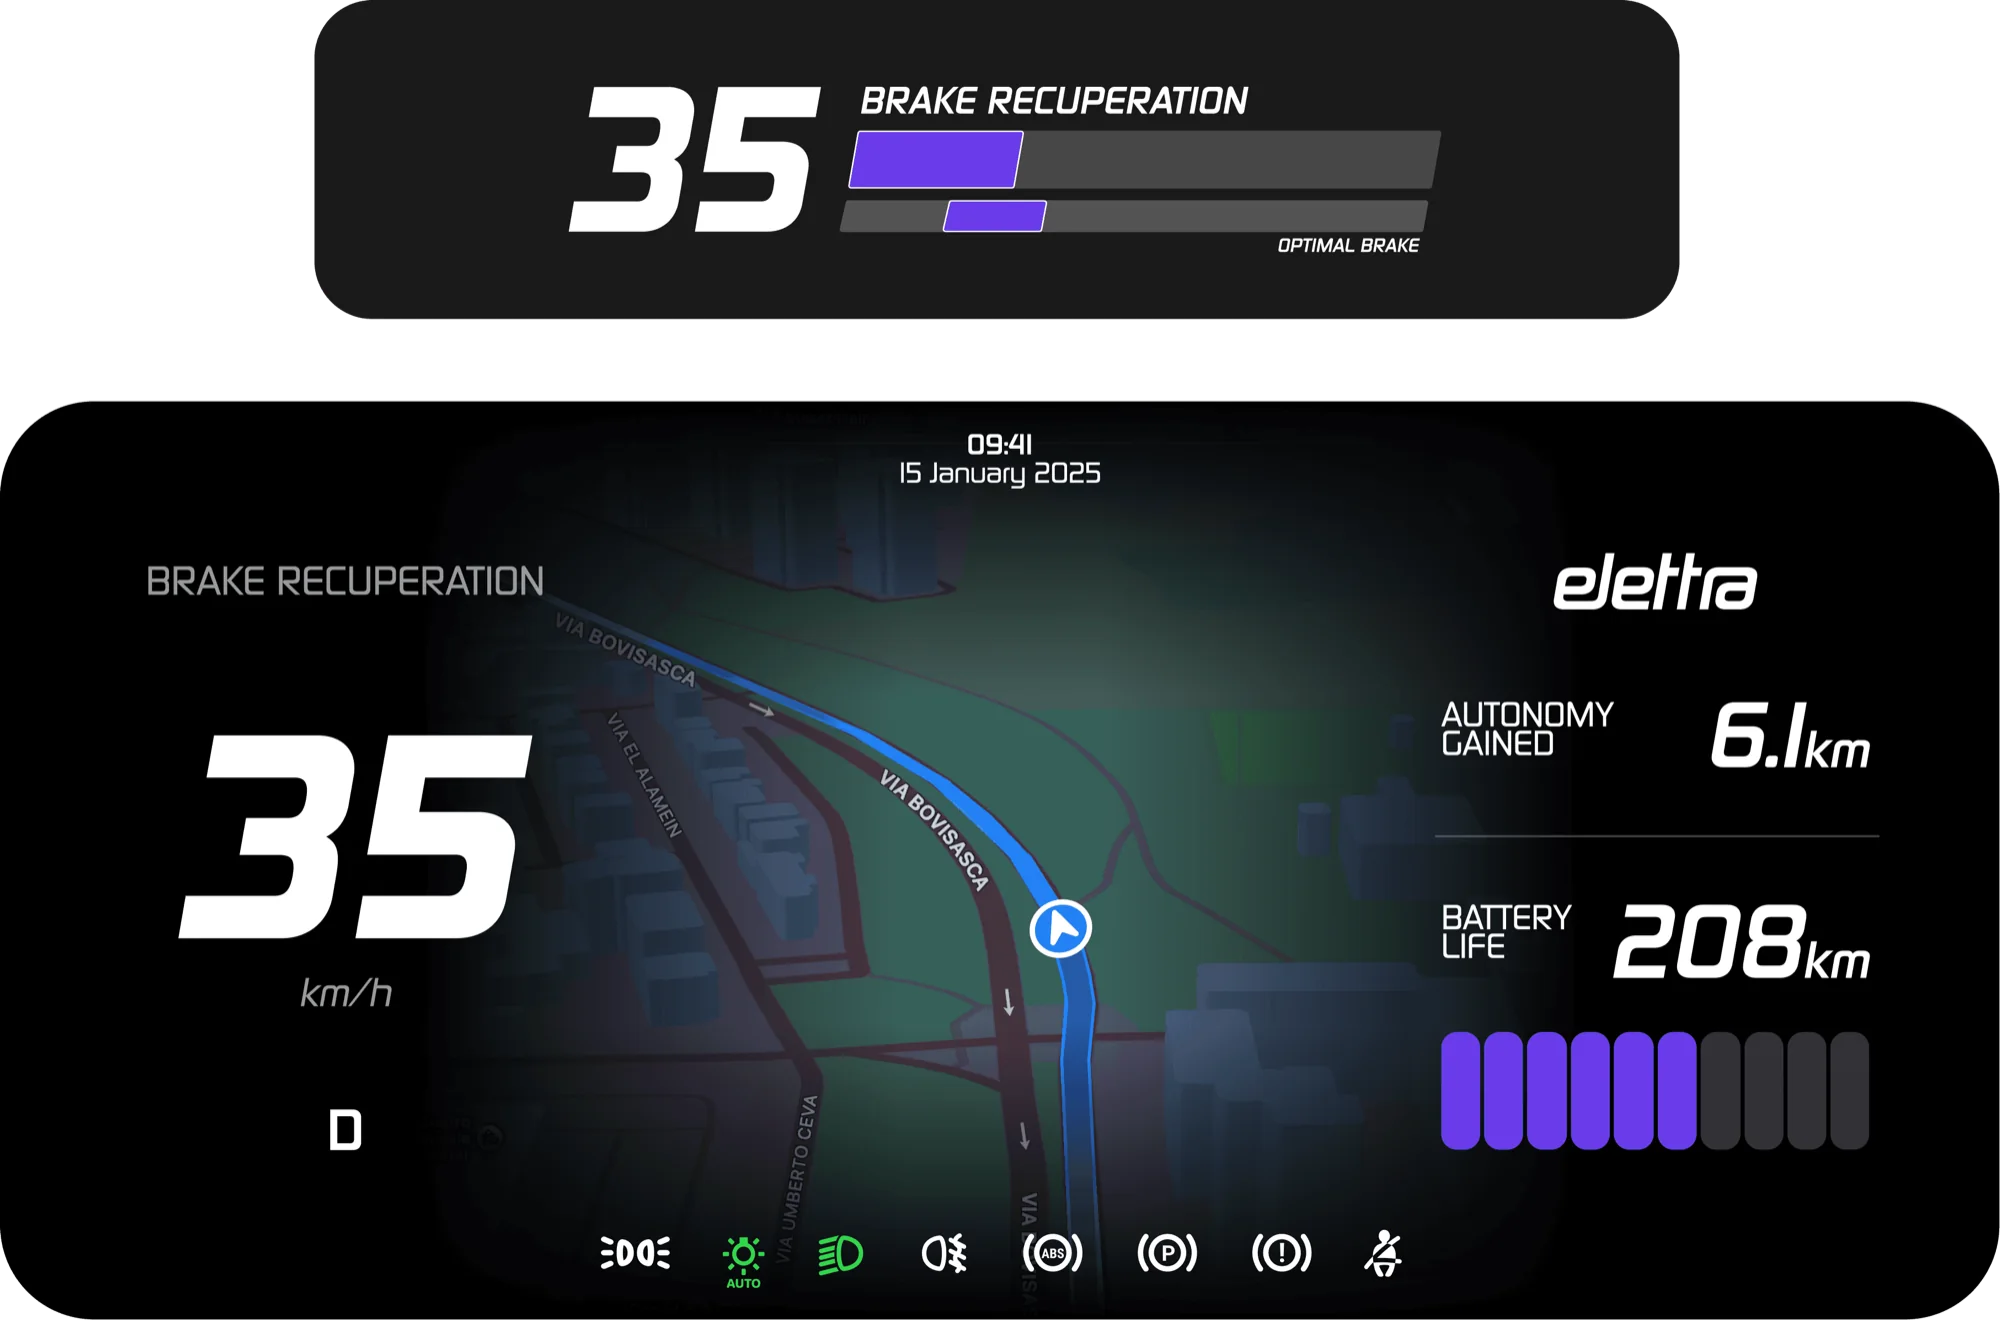 35
BRAKE RECUPERATION
OPTIMAL BRAKE
09:41
15 January 2025
BRAKE RECUPERATION
elettra
VIA BOVISASCA
VIA EL ALAMEIN
VIA BOVISASCA
AUTONOMY
GAINED
6.1km
35
km/h
BATTERY
LIFE
208km
D
VIA UMBERTO CEVA
AUTO
ABS
P
!